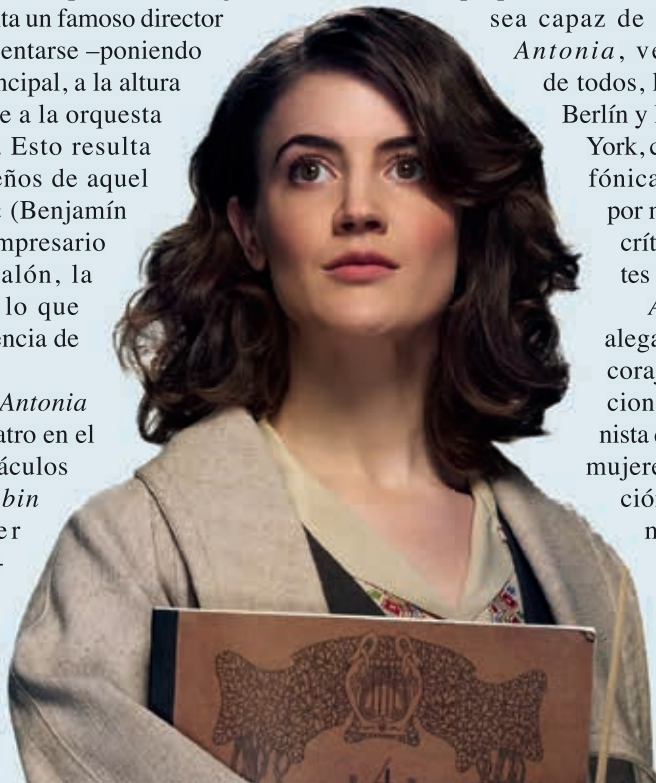 ta un famoso director
entarse –poniendo
ncipal, a la altura
e a la orquesta
. Esto resulta
eños de aquel
(Benjamín
mpresario
alón, la
lo que
encia de
Antonia
atro en el
áculos
bin
er
-
sea capaz de
Antonia, ve
de todos,
Berlín y
York,
fónica
por
crít
tes
alega
cora
cion
nista
mujere
ció